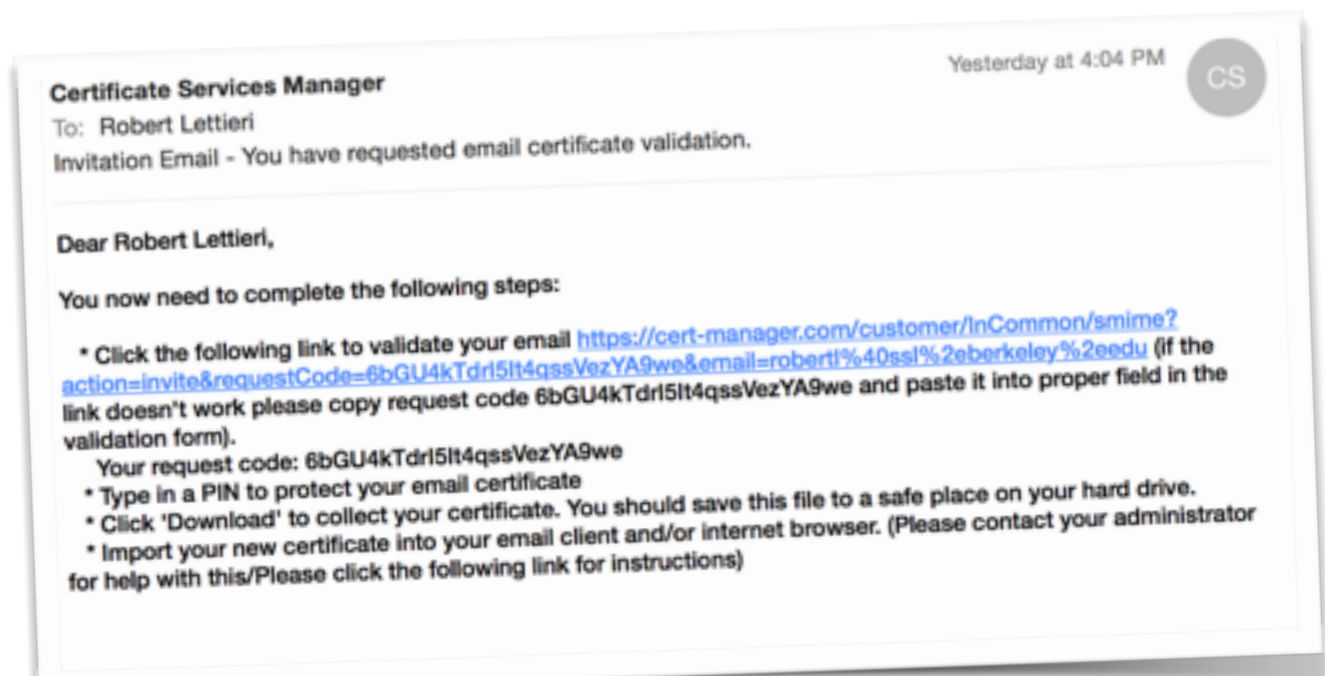 Certificate Services Manager
Yesterday at 4:04 PM
CS
To: Robert Lettieri
Invitation Email - You have requested email certificate validation.
Dear Robert Lettieri,
You now need to complete the following steps:
* Click the following link to validate your email https://cert-manager.com/customer/InCommon/smime?
action=invite&requestCode=6bGU4kTdrl5It4qssVezYA9we&email=robertl%40ssl%2eberkeley%2eedu (if the
link doesn't work please copy request code 6bGU4kTdrl5It4qssVezYA9we and paste it into proper field in the
validation form).
Your request code: 6bGU4kTdrl5It4qssVezYA9we
* Type in a PIN to protect your email certificate
* Click 'Download' to collect your certificate. You should save this file to a safe place on your hard drive.
* Import your new certificate into your email client and/or internet browser. (Please contact your administrator
for help with this/Please click the following link for instructions)